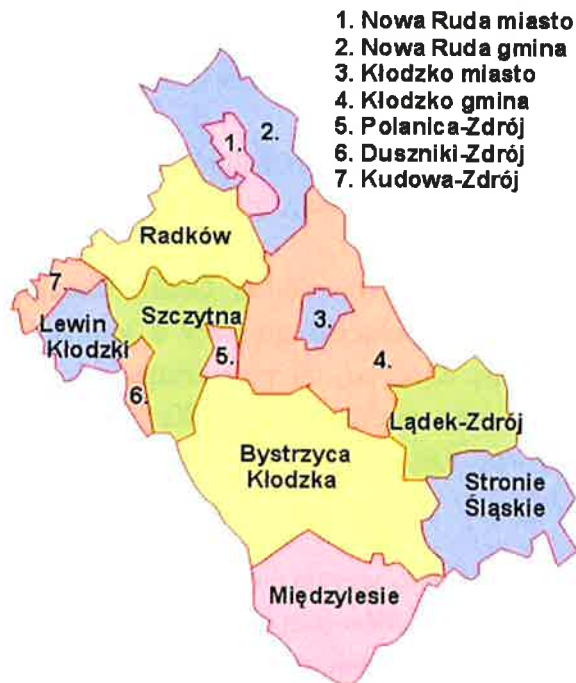 1. Nowa Ruda miasto
2. Nowa Ruda gmina
3. Kłodzko miasto
4. Kłodzko gmina
5. Polanica-Zdrój
6. Duszniki-Zdrój
7. Kudowa-Zdrój
1.
2.
Radków
7
Szczytna
3.
Lewin
Kłodzki
5.
4.
6.
Lądek-Zdrój
Bystrzyca
Kłodzka
Stronie
Śląskie
Międzylesie